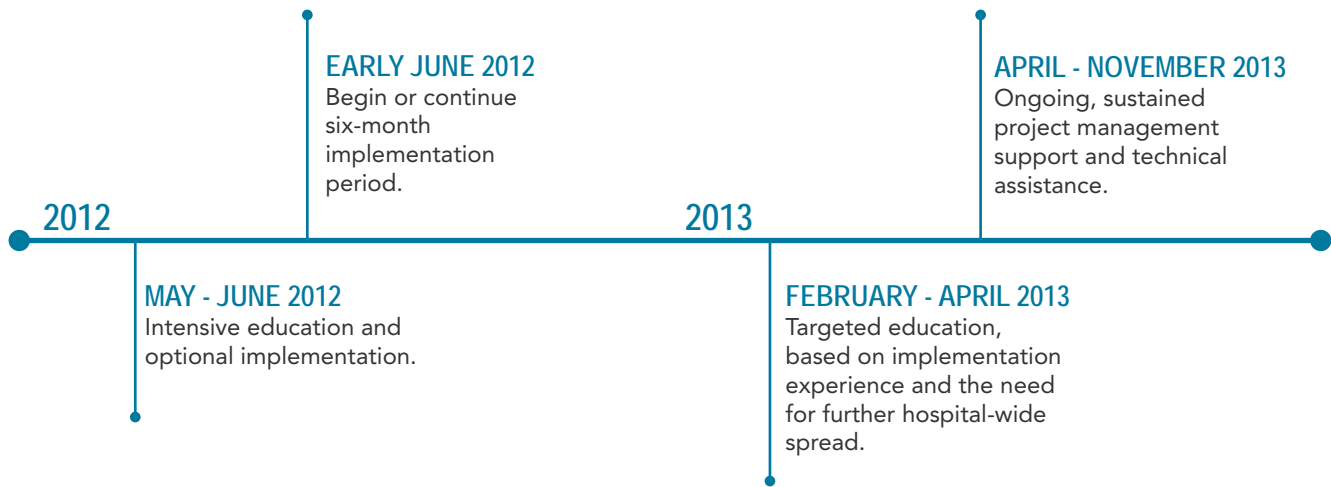 EARLY JUNE 2012
Begin or continue
six-month
implementation
period.
APRIL - NOVEMBER 2013
Ongoing, sustained
project management
support and technical
assistance.
2012
2013
MAY - JUNE 2012
Intensive education and
optional implementation.
FEBRUARY - APRIL 2013
Targeted education,
based on implementation
experience and the need
for further hospital-wide
spread.